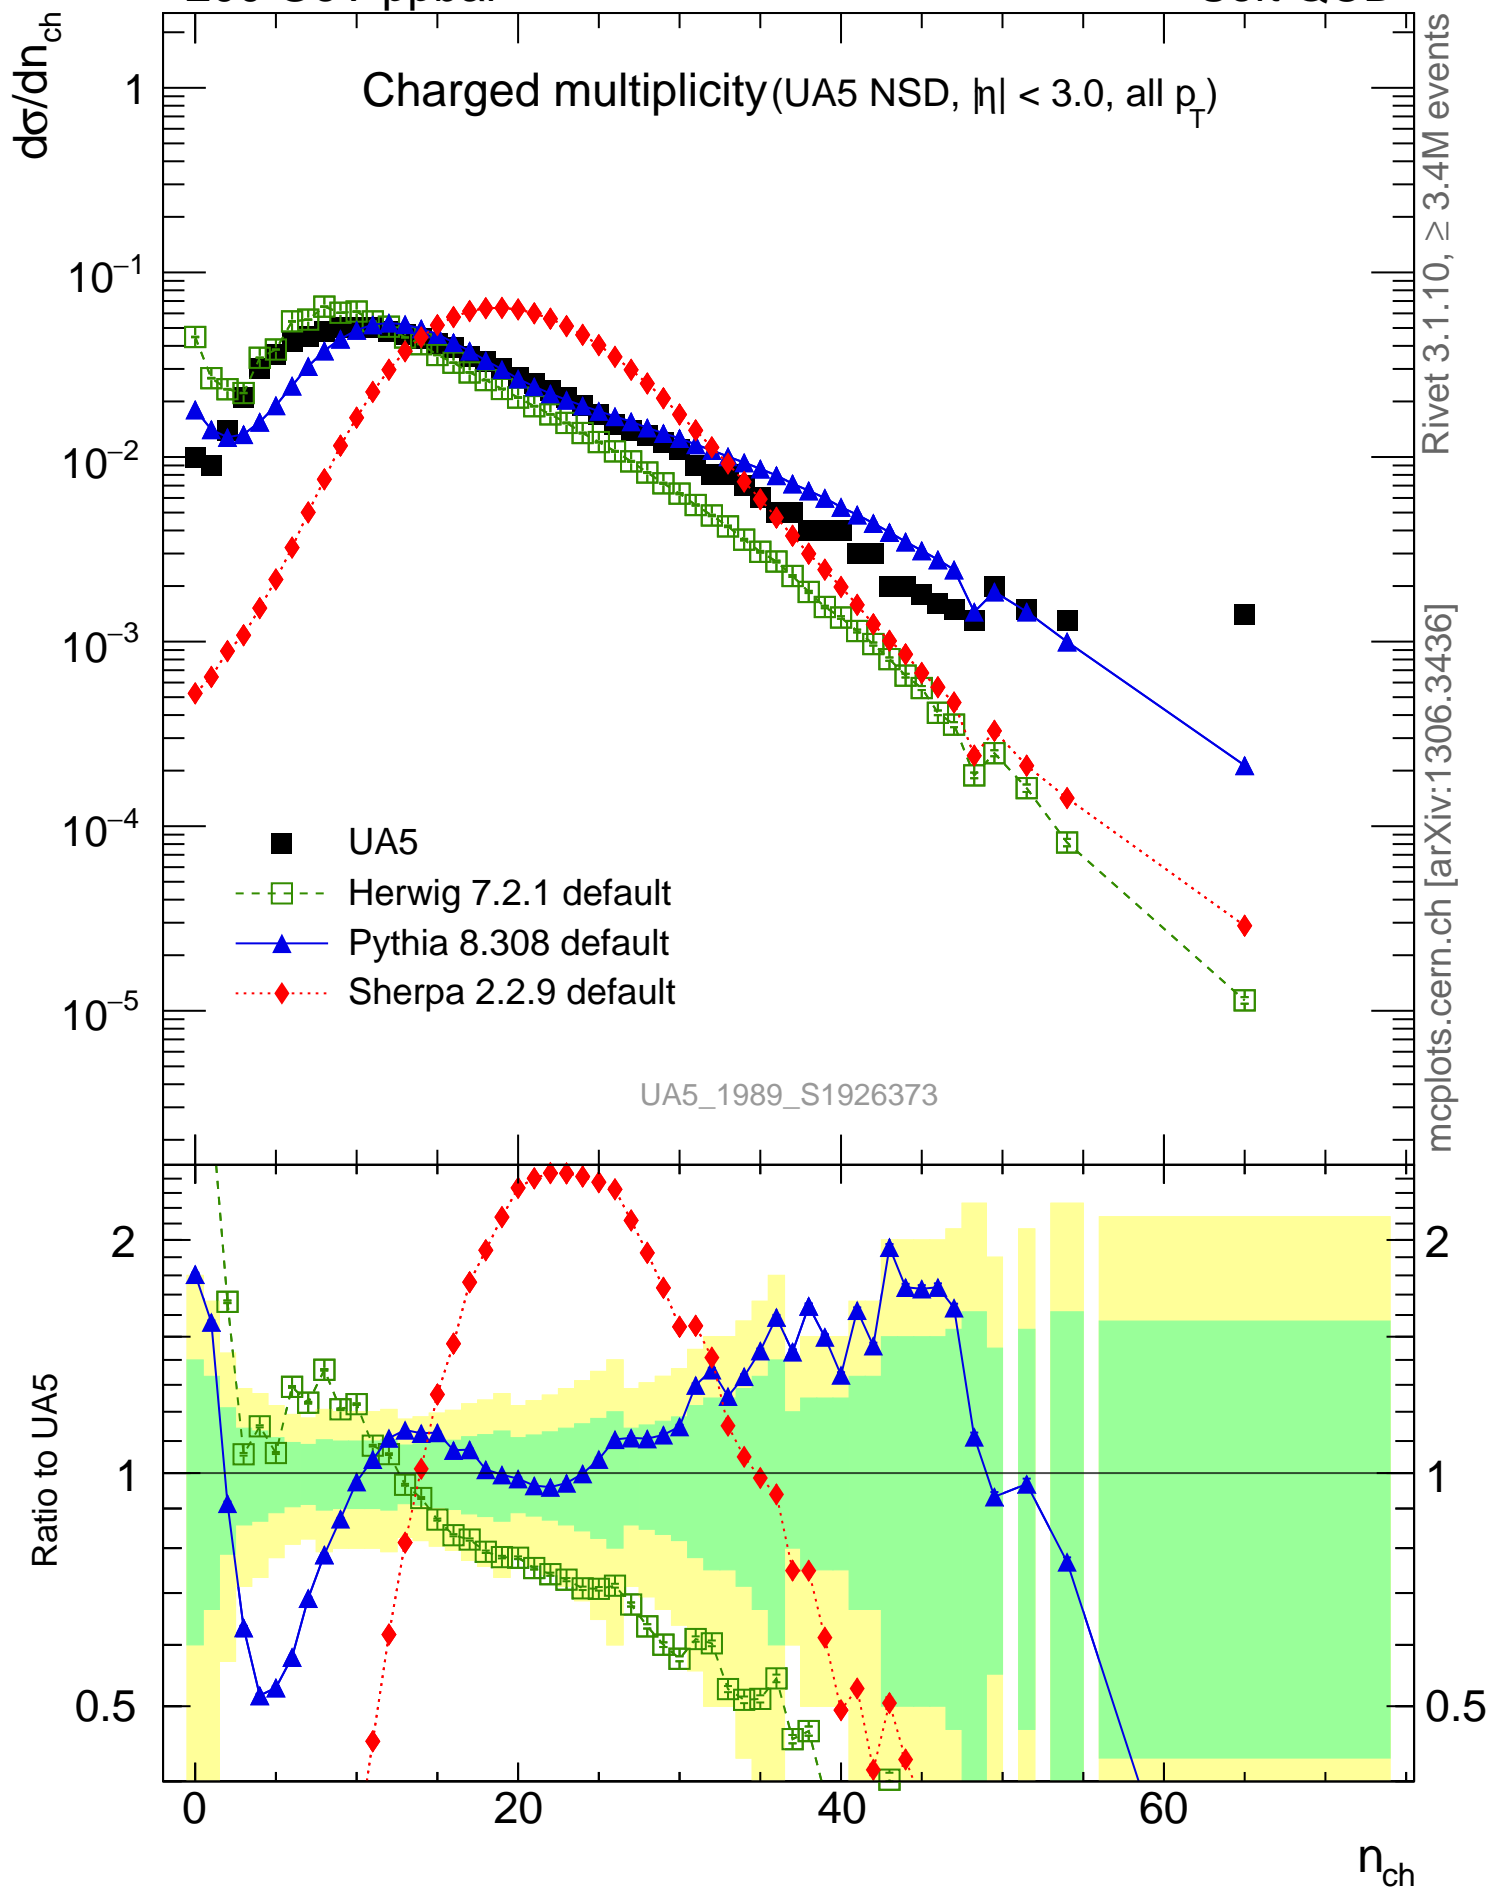 dσ/dn_ch
Charged multiplicity (UA5 NSD, |η| < 3.0, all p_T)
1
10⁻¹
10⁻²
10⁻³
10⁻⁴
10⁻⁵
UA5
Herwig 7.2.1 default
Pythia 8.308 default
Sherpa 2.2.9 default
UA5_1989_S1926373
Rivet 3.1.10, ≥ 3.4M events
mcplots.cern.ch [arXiv:1306.3436]
Ratio to UA5
2
1
0.5
2
1
0.5
0 20 40 60
n_ch